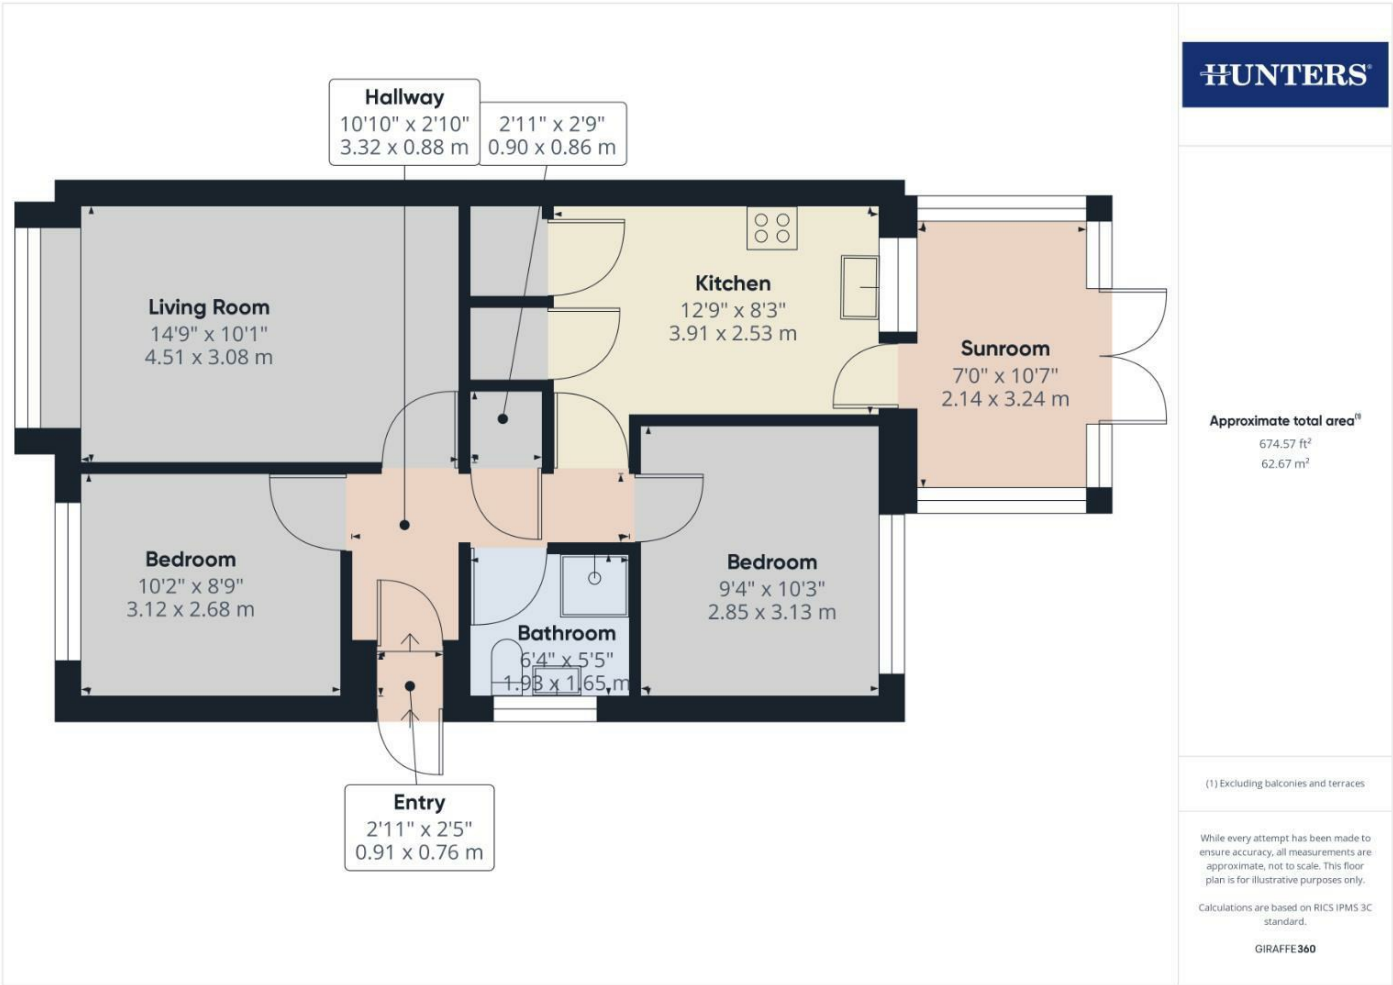 Hallway
10'10" x 2'10"
3.32 x 0.88 m
2'11" x 2'9"
0.90 x 0.86 m
Living Room
14'9" x 10'1"
4.51 x 3.08 m
Kitchen
12'9" x 8'3"
3.91 x 2.53 m
Sunroom
7'0" x 10'7"
2.14 x 3.24 m
Bedroom
10'2" x 8'9"
3.12 x 2.68 m
Bathroom
6'4" x 5'5"
1.93 x 1.65 m
Bedroom
9'4" x 10'3"
2.85 x 3.13 m
Entry
2'11" x 2'5"
0.91 x 0.76 m
HUNTERS®
Approximate total area⁽¹⁾
674.57 ft²
62.67 m²
(1) Excluding balconies and terraces
While every attempt has been made to
ensure accuracy, all measurements are
approximate, not to scale. This floor
plan is for illustrative purposes only.
Calculations are based on RICS IPMS 3C
standard.
GIRAFFE360